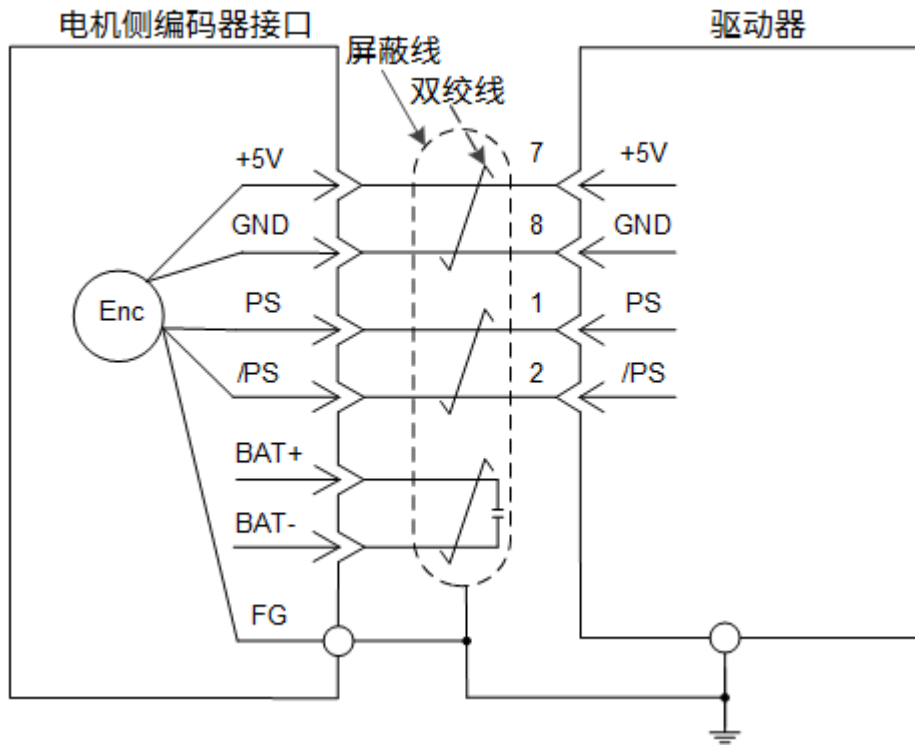 电机侧编码器接口
驱动器
屏蔽线
双绞线
+5V
7
+5V
GND
8
GND
Enc
PS
1
PS
/PS
2
/PS
BAT+
BAT-
FG